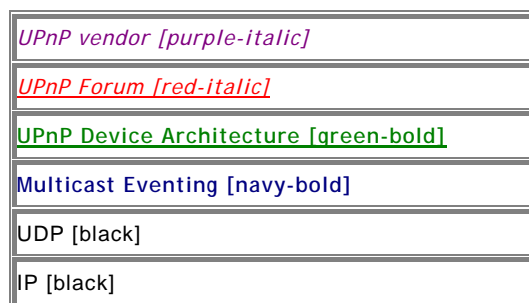 UPnP vendor [purple-italic]
UPnP Forum [red-italic]
UPnP Device Architecture [green-bold]
Multicast Eventing [navy-bold]
UDP [black]
IP [black]